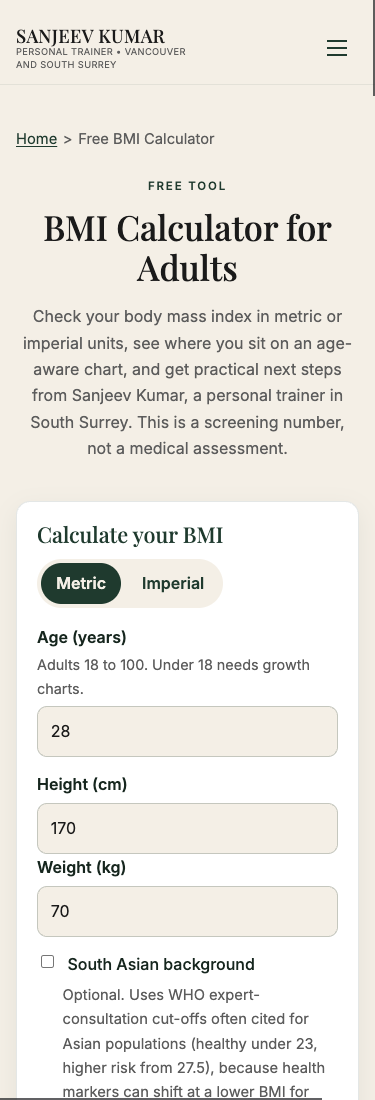 SANJEEV KUMAR
PERSONAL TRAINER • VANCOUVER
AND SOUTH SURREY
Home > Free BMI Calculator
FREE TOOL
BMI Calculator for
Adults
Check your body mass index in metric or
imperial units, see where you sit on an age-
aware chart, and get practical next steps
from Sanjeev Kumar, a personal trainer in
South Surrey. This is a screening number,
not a medical assessment.
Calculate your BMI
Metric Imperial
Age (years)
Adults 18 to 100. Under 18 needs growth
charts.
28
Height (cm)
170
Weight (kg)
70
South Asian background
Optional. Uses WHO expert-
consultation cut-offs often cited for
Asian populations (healthy under 23,
higher risk from 27.5), because health
markers can shift at a lower BMI for